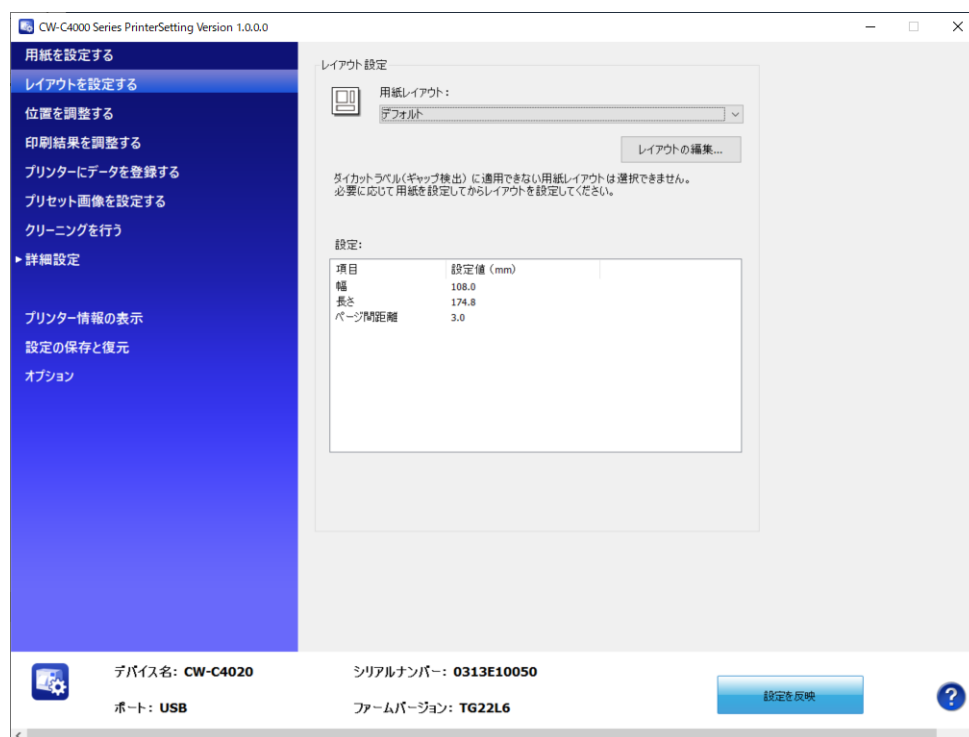 CW-C4000 Series PrinterSetting Version 1.0.0.0
用紙を設定する
レイアウトを設定する
位置を調整する
印刷結果を調整する
プリンターにデータを登録する
プリセット画像を設定する
クリーニングを行う
詳細設定
プリンター情報の表示
設定の保存と復元
オプション
レイアウト設定
用紙レイアウト:
デフォルト
レイアウトの編集...
ダイカットラベル(ギャップ検出) に適用できない用紙レイアウトは選択できません。
必要に応じて用紙を設定してからレイアウトを設定してください。
設定:
項目 設定値 (mm)
幅 108.0
長さ 174.8
ページ間距離 3.0
デバイス名: CW-C4020 シリアルナンバー: 0313E10050
ポート: USB ファームバージョン: TG22L6
設定を反映
?